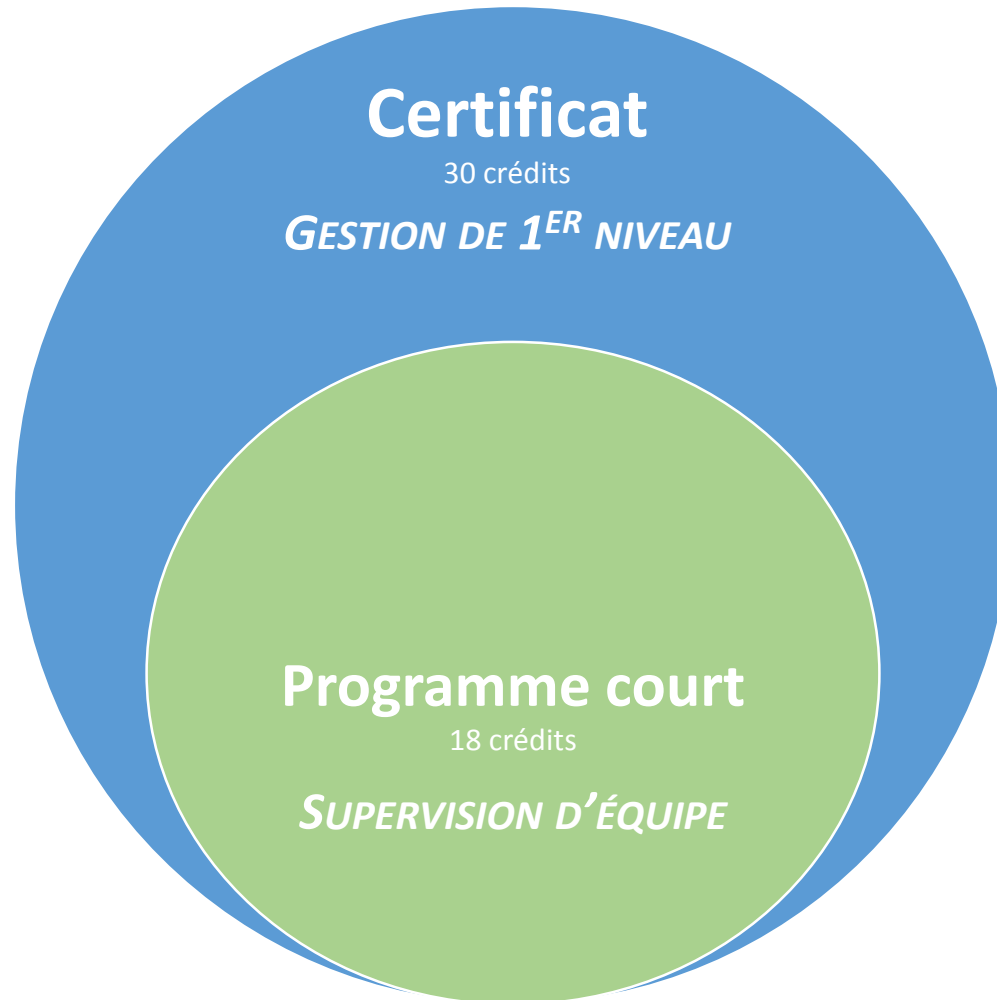 Certificat
30 crédits
GESTION DE 1ER NIVEAU
Programme court
18 crédits
SUPERVISION D’ÉQUIPE